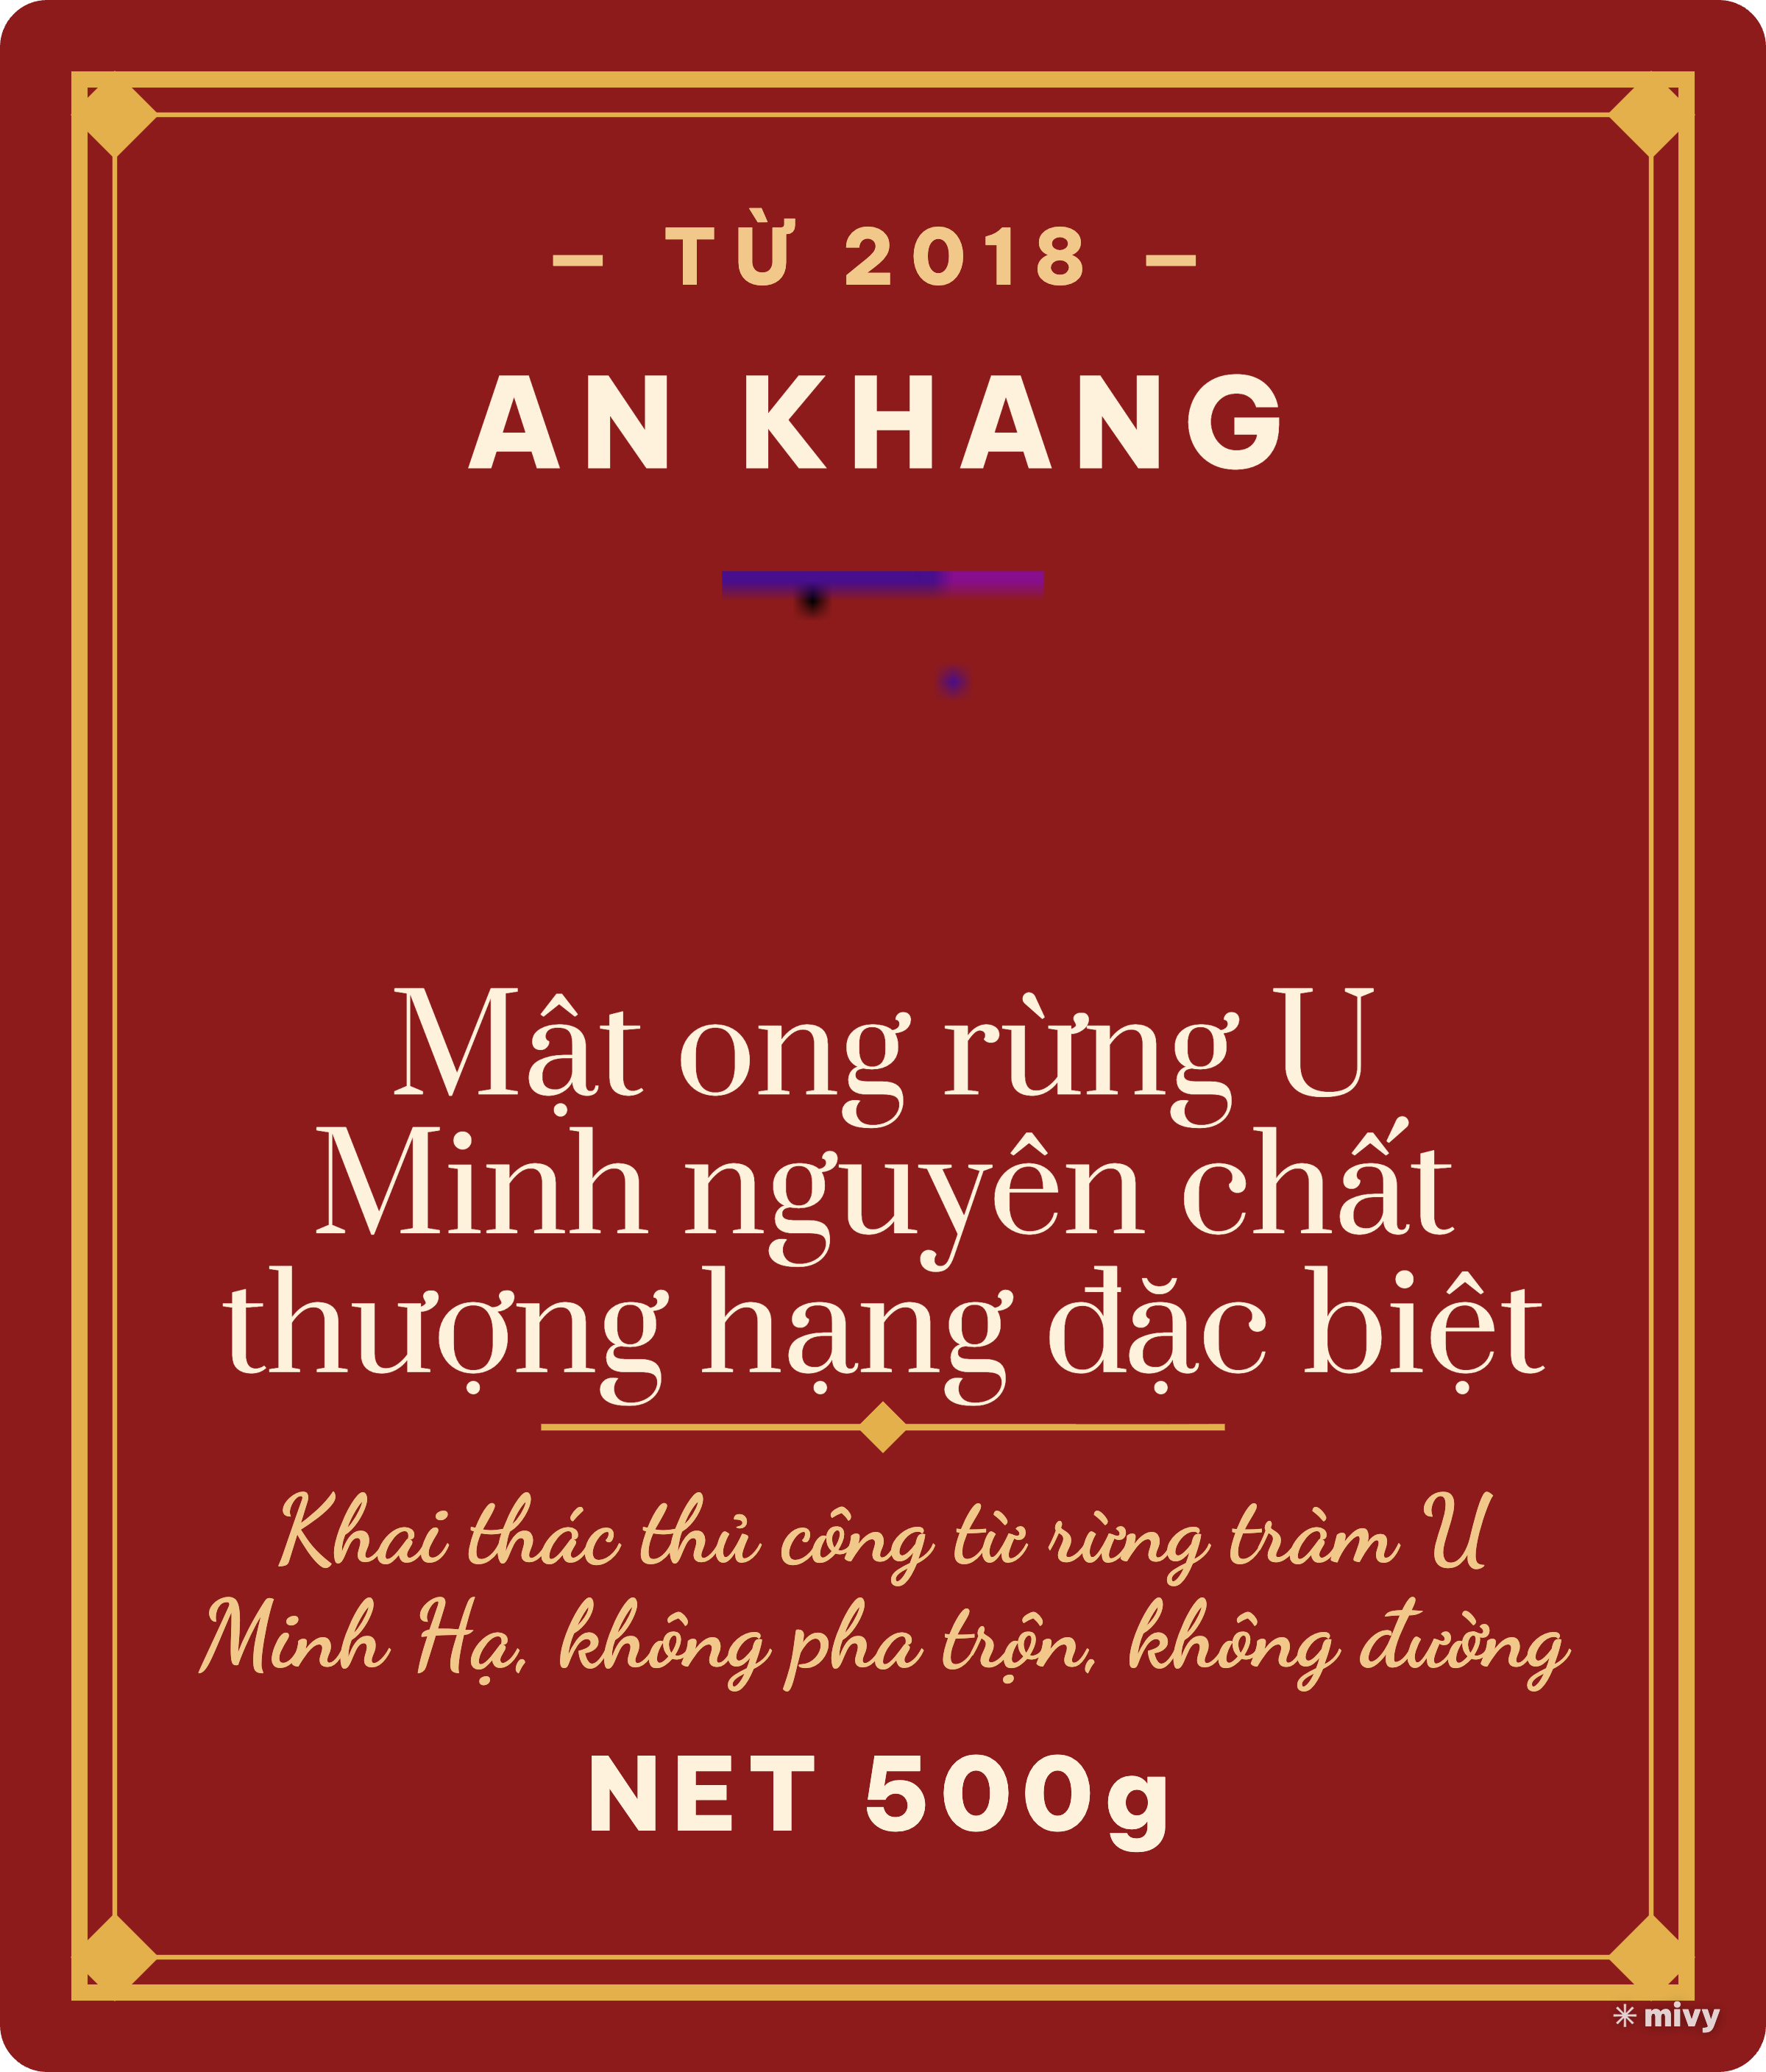 – TỪ 2018 –
AN KHANG
Mật ong rừng U
Minh nguyên chất
thượng hạng đặc biệt
Khai thác thủ công từ rừng tràm U
Minh Hạ, không pha trộn, không đường
NET 500g
mivy